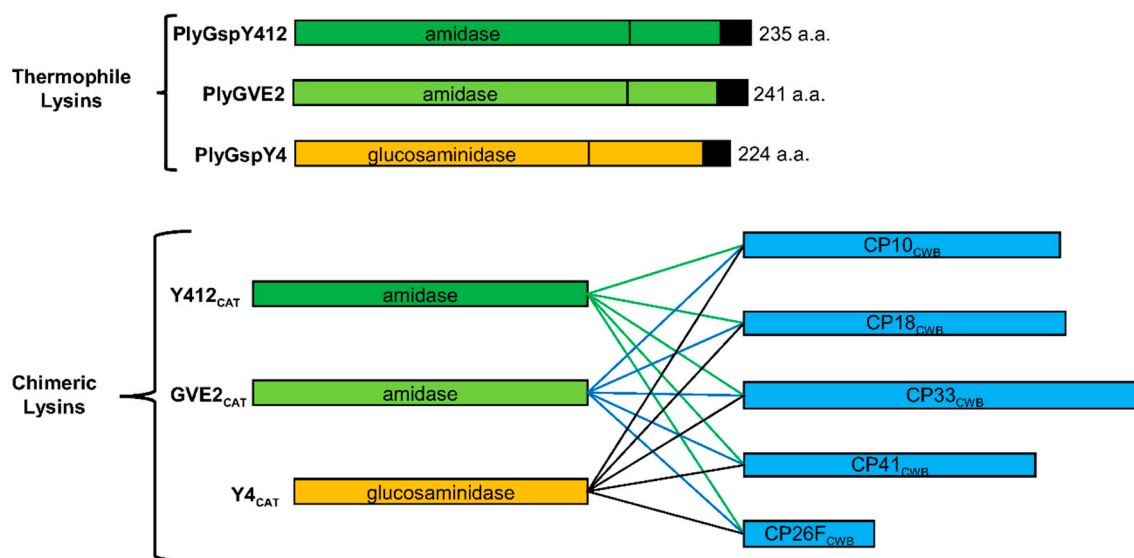 PlyGspY412 amidase 235 a.a.
Thermophile
Lysins
PlyGVE2 amidase 241 a.a.
PlyGspY4 glucosaminidase 224 a.a.
CP10CWB
Y412CAT amidase
CP18CWB
Chimeric
Lysins
GVE2CAT amidase
CP33CWB
CP41CWB
Y4CAT glucosaminidase
CP26FCWB